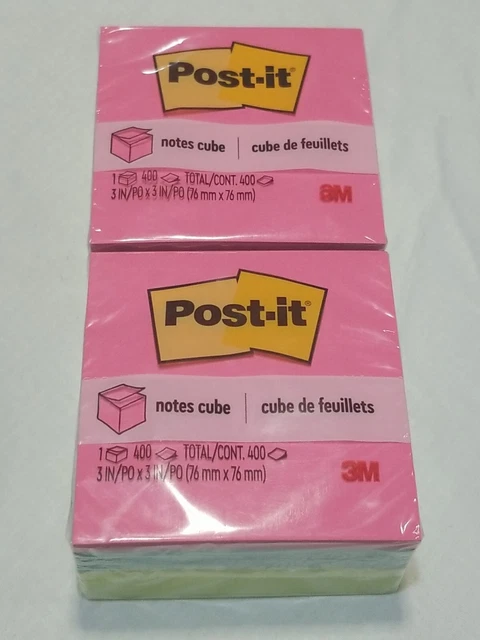 Post-it®
notes cube | cube de feuillets
1 400 TOTAL/CONT. 400
3 IN/PO x 3 IN/PO (76 mm x 76 mm)
3M
Post-it®
notes cube | cube de feuillets
1 400 TOTAL/CONT. 400
3 IN/PO x 3 IN/PO (76 mm x 76 mm)
3M